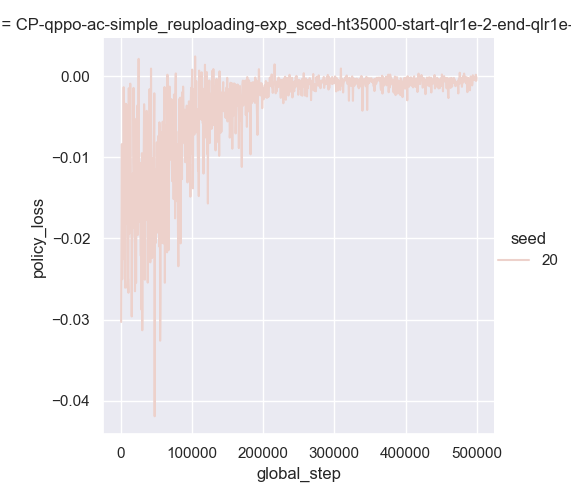 = CP-qppo-ac-simple_reuploading-exp_sced-ht35000-start-qlr1e-2-end-qlr1e-
0.00
−0.01
−0.02
−0.03
−0.04
policy_loss
seed
20
0 100000 200000 300000 400000 500000
global_step